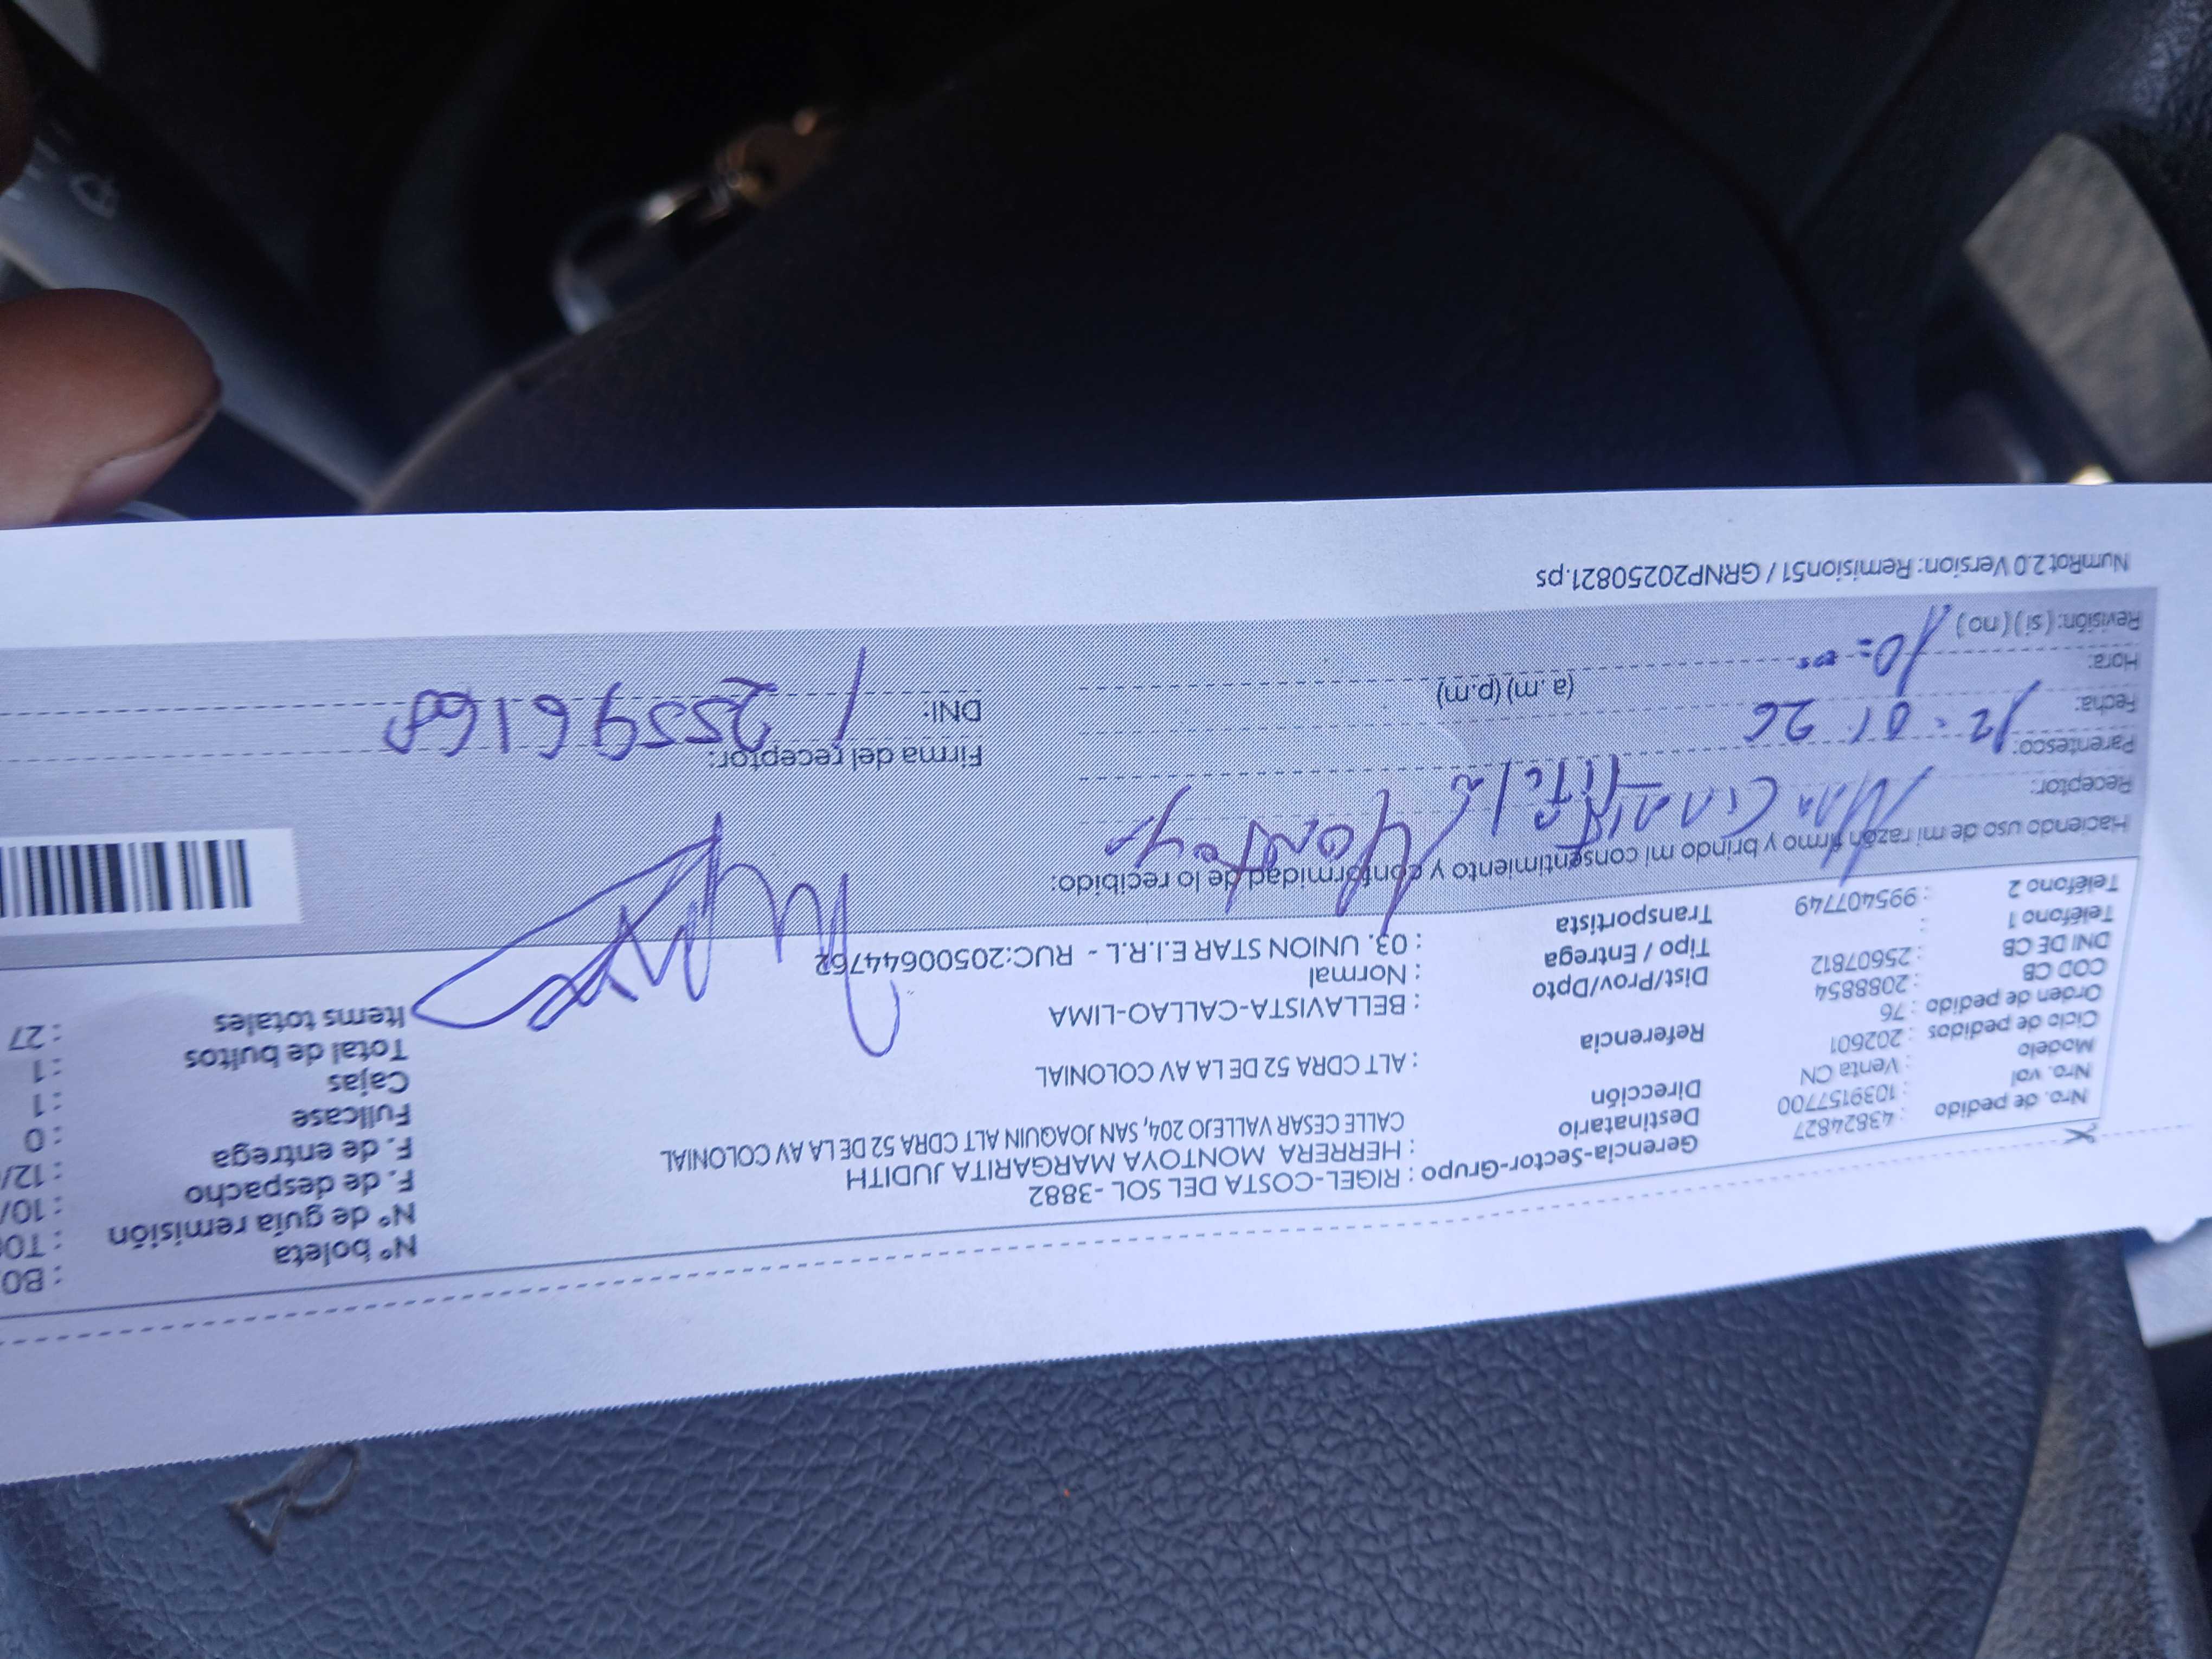 Nro. de pedido : 43824827
Nro. vol : 1039157700
Modelo : Venta CN
Ciclo de pedidos : 202601
Orden de pedido : 76
COD CB : 2088854
DNI DE CB : 25607812
Teléfono 1 :
Teléfono 2 : 995407749
Gerencia-Sector-Grupo : RIGEL-COSTA DEL SOL -3882
Destinatario : HERRERA MONTOYA MARGARITA JUDITH
Dirección CALLE CESAR VALLEJO 204, SAN JOAQUIN ALT CDRA 52 DE LA AV COLONIAL
: ALT CDRA 52 DE LA AV COLONIAL
Referencia
Dist/Prov/Dpto : BELLAVISTA-CALLAO-LIMA
Tipo / Entrega : Normal
Transportista : 03. UNION STAR E.I.R.L - RUC:20500644762
N° boleta : B0
N° de guía remisión : T0
F. de despacho : 10/
F. de entrega : 12/
Fullcase : 0
Cajas : 1
Total de bultos : 1
Items totales : 27
Haciendo uso de mi razón firmo y brindo mi consentimiento y conformidad de lo recibido:
Receptor:
Parentesco:
Fecha: 12-01 26
Hora: 10=00 (a.m) (p.m)
Revisión: (si) (no)
Firma del receptor:
DNI: 25596168
NumRot 2.0 Version: Remision51 / GRNP20250821.ps